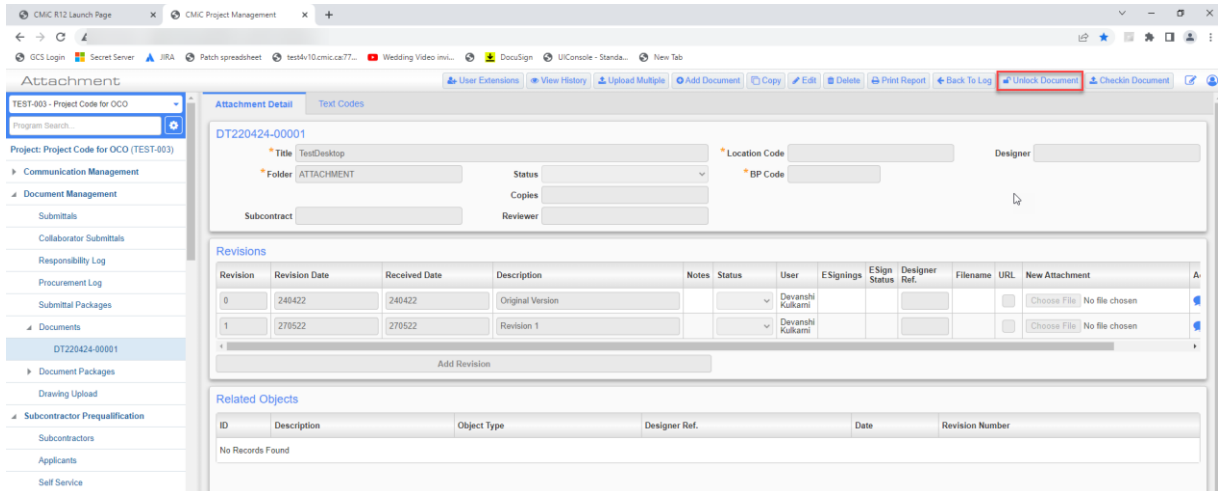 CMiC R12 Launch Page
CMiC Project Management
GCS Login Secret Server JIRA Patch spreadsheet test4v10.cmic.ca:77... Wedding Video invi... DocuSign UIConsole - Standa... New Tab
Attachment
User Extensions View History Upload Multiple Add Document Copy Edit Delete Print Report Back To Log Unlock Document Checkin Document
TEST-003 - Project Code for OCO
Program Search...
Project: Project Code for OCO (TEST-003)
Communication Management
Document Management
Submittals
Collaborator Submittals
Responsibility Log
Procurement Log
Submittal Packages
Documents
DT220424-00001
Document Packages
Drawing Upload
Subcontractor Prequalification
Subcontractors
Applicants
Self Service
Attachment Detail Text Codes
DT220424-00001
*Title TestDesktop *Location Code Designer
*Folder ATTACHMENT Status *BP Code
Copies
Subcontract Reviewer
Revisions
Revision Revision Date Received Date Description Notes Status User ESignings ESign Status Designer Ref. Filename URL New Attachment
0 240422 240422 Original Version Devanshi Kulkami Choose File No file chosen
1 270522 270522 Revision 1 Devanshi Kulkami Choose File No file chosen
Add Revision
Related Objects
ID Description Object Type Designer Ref. Date Revision Number
No Records Found